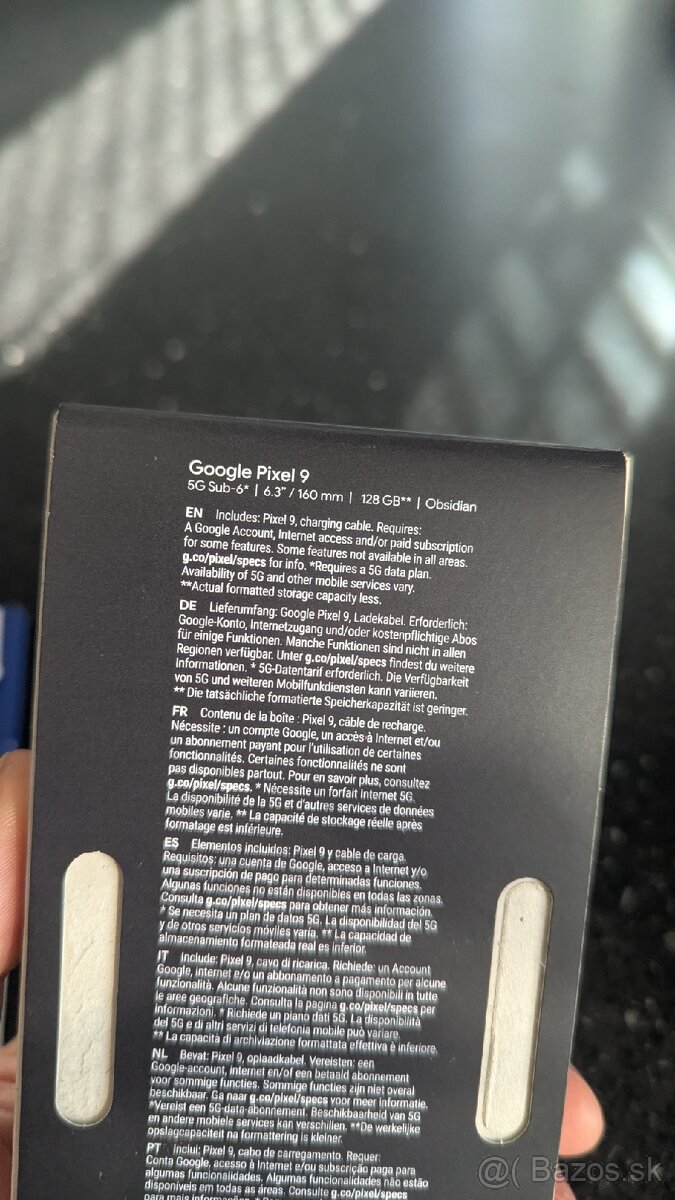 Google Pixel 9
5G Sub-6* | 6.3" / 160 mm | 128 GB** | Obsidian
EN Includes: Pixel 9, charging cable. Requires:
A Google Account, Internet access and/or paid subscription
for some features. Some features not available in all areas.
g.co/pixel/specs for info. *Requires a 5G data plan.
Availability of 5G and other mobile services vary.
**Actual formatted storage capacity less.
DE Lieferumfang: Google Pixel 9, Ladekabel. Erforderlich:
Google-Konto, Internetzugang und/oder kostenpflichtige Abos
für einige Funktionen. Manche Funktionen sind nicht in allen
Regionen verfügbar. Unter g.co/pixel/specs findest du weitere
Informationen. * 5G-Datentarif erforderlich. Die Verfügbarkeit
von 5G und weiteren Mobilfunkdiensten kann variieren.
** Die tatsächliche formatierte Speicherkapazität ist geringer.
FR Contenu de la boîte : Pixel 9, câble de recharge.
Nécessite : un compte Google, un accès à Internet et/ou
un abonnement payant pour l'utilisation de certaines
fonctionnalités. Certaines fonctionnalités ne sont
pas disponibles partout. Pour en savoir plus, consultez
g.co/pixel/specs. * Nécessite un forfait Internet 5G.
La disponibilité de la 5G et d'autres services de données
mobiles varie. ** La capacité de stockage réelle après
formatage est inférieure.
ES Elementos incluidos: Pixel 9 y cable de carga.
Requisitos: una cuenta de Google, acceso a Internet y/o
una suscripción de pago para determinadas funciones.
Algunas funciones no están disponibles en todas las zonas.
Consulta g.co/pixel/specs para obtener más información.
* Se necesita un plan de datos 5G. La disponibilidad del 5G
y de otros servicios móviles varía. ** La capacidad de
almacenamiento formateada real es inferior.
IT Include: Pixel 9, cavo di ricarica. Richiede: un Account
Google, internet e/o un abbonamento a pagamento per alcune
funzionalità. Alcune funzionalità non sono disponibili in tutte
le aree geografiche. Consulta la pagina g.co/pixel/specs per
informazioni. * Richiede un piano dati 5G. La disponibilità
del 5G e di altri servizi di telefonia mobile può variare.
** La capacità di archiviazione formattata effettiva è inferiore.
NL Bevat: Pixel 9, oplaadkabel. Vereisten: een
Google-account, internet en/of een betaald abonnement
voor sommige functies. Sommige functies zijn niet overal
beschikbaar. Ga naar g.co/pixel/specs voor meer informatie.
*Vereist een 5G-data-abonnement. Beschikbaarheid van 5G
en andere mobiele services kan verschillen. **De werkelijke
opslagcapaciteit na formattering is kleiner.
PT Inclui: Pixel 9, cabo de carregamento. Requer:
Conta Google, acesso à Internet e/ou subscrição paga para
algumas funcionalidades. Algumas funcionalidades não estão
disponíveis em todas as áreas. Consulte g.co/pixel/specs
para mais informações.
@( Bazos.sk